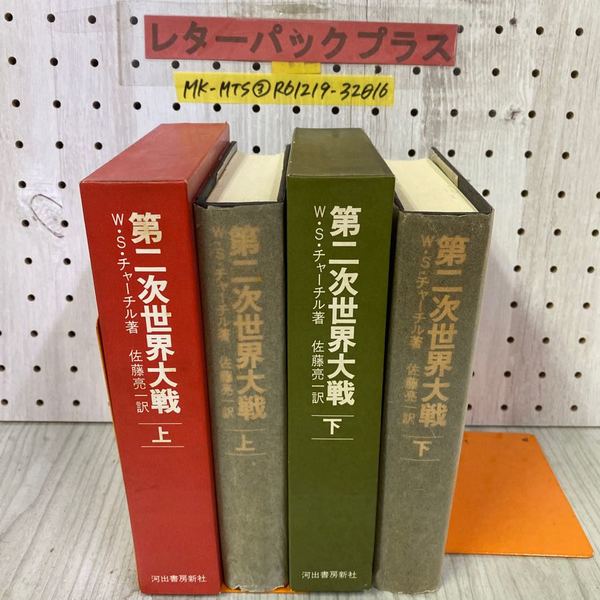 レターパックプラス
MK-MTS②R61219-32016
第二次世界大戦
W・S・チャーチル著
佐藤亮一訳
上
河出書房新社
第二次世界大戦
W・S・チャーチル著
佐藤亮一訳
上
第二次世界大戦
W・S・チャーチル著
佐藤亮一訳
下
河出書房新社
第二次世界大戦
W・S・チャーチル著
佐藤亮一訳
下